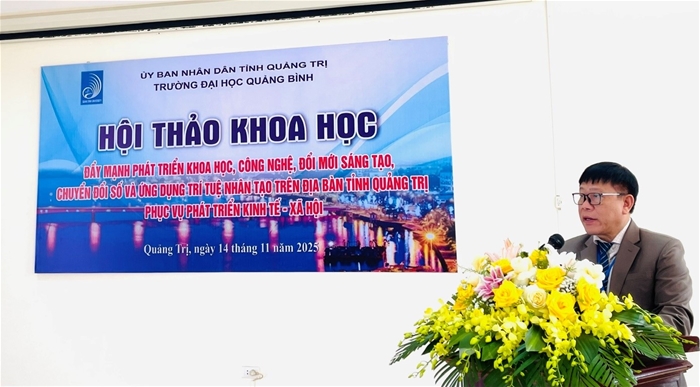 ỦY BAN NHÂN DÂN TỈNH QUẢNG TRỊ
TRƯỜNG ĐẠI HỌC QUẢNG BÌNH
HỘI THẢO KHOA HỌC
ĐẨY MẠNH PHÁT TRIỂN KHOA HỌC, CÔNG NGHỆ, ĐỔI MỚI SÁNG TẠO,
CHUYỂN ĐỔI SỐ VÀ ỨNG DỤNG TRÍ TUỆ NHÂN TẠO TRÊN ĐỊA BÀN TỈNH QUẢNG TRỊ
PHỤC VỤ PHÁT TRIỂN KINH TẾ - XÃ HỘI
Quảng Trị, ngày 14 tháng 11 năm 2025